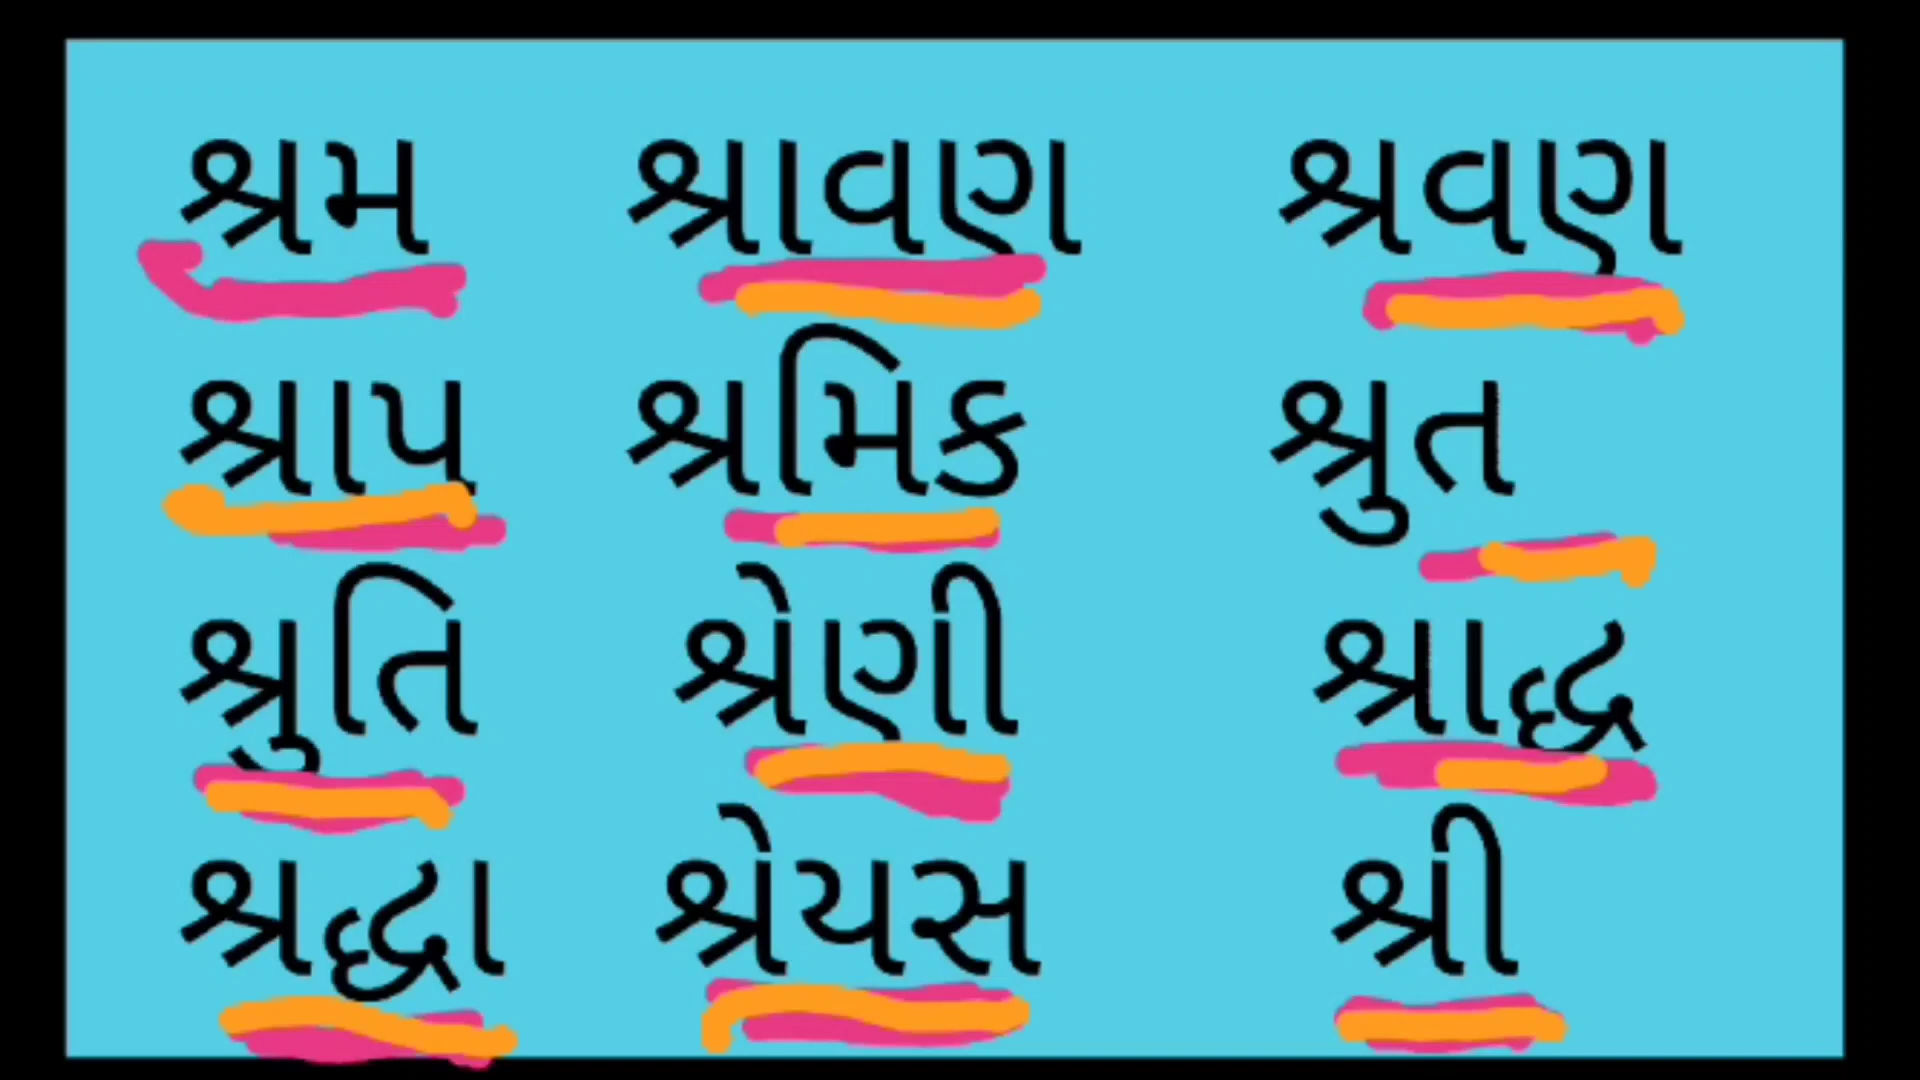 શ્રમ શ્રાવણ શ્રવણ
શ્રાપ શ્રમિક શ્રુત
શ્રુતિ શ્રેણી શ્રાદ્ધ
શ્રદ્ધા શ્રેયસ શ્રી